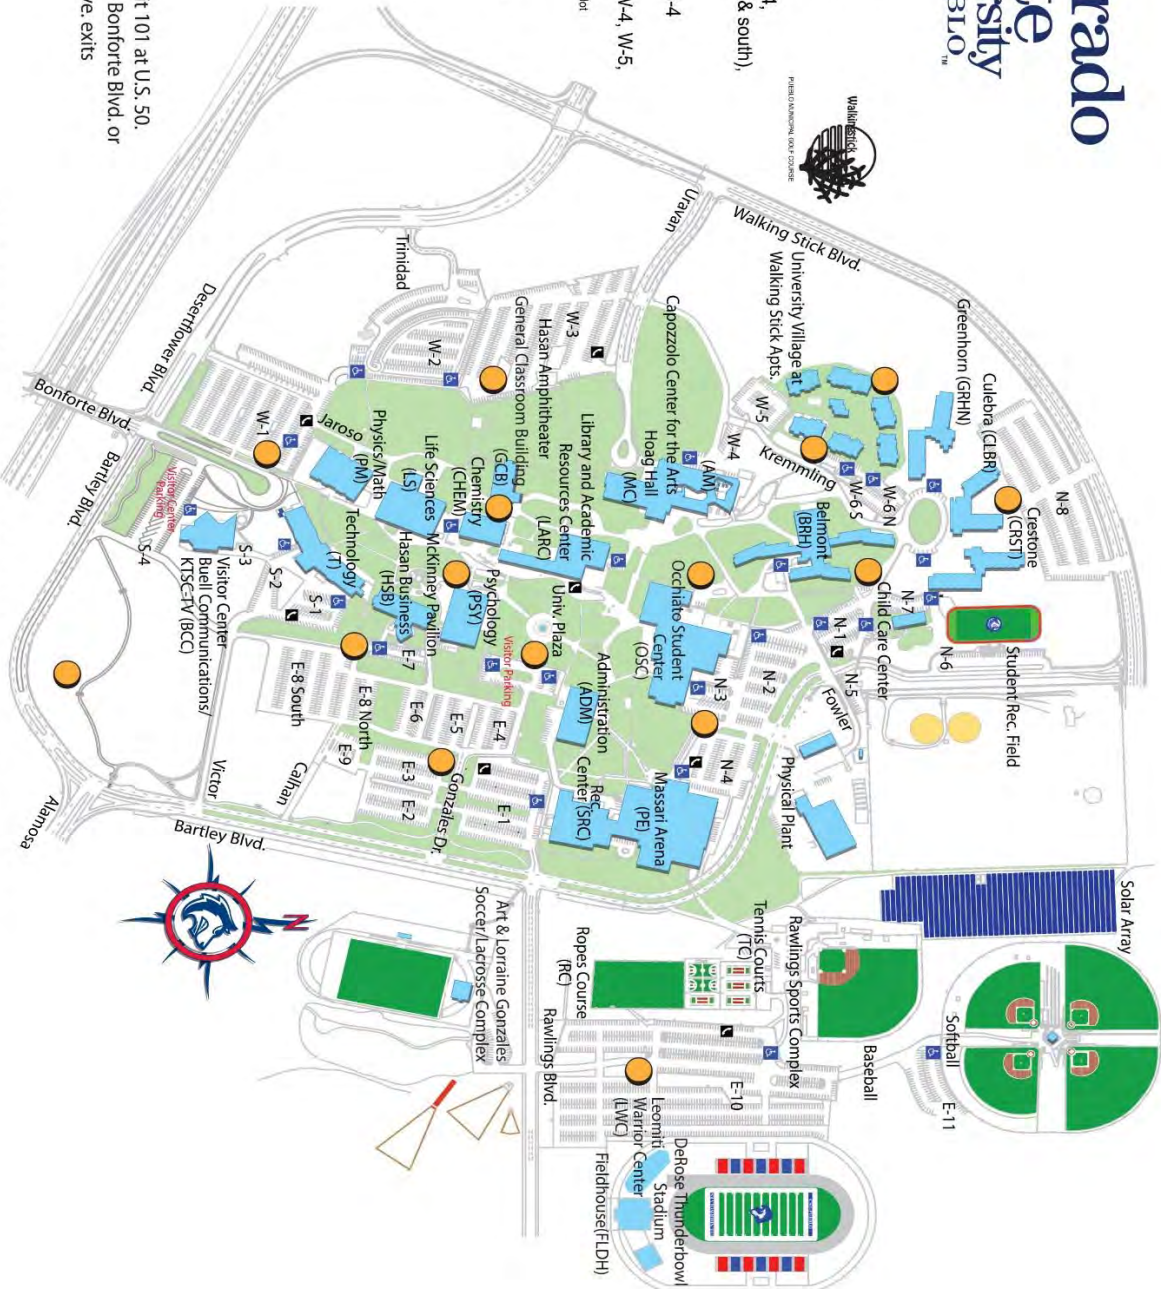 rado
te
rsity
BLO™
4,
& south),
-4
W-4, W-5,
lot
it 101 at U.S. 50.
Bonforte Blvd. or
ve. exits
Walkingstick
PUEBLO MUNICIPAL GOLF COURSE
Walking Stick Blvd.
Uravan
Trinidad
Desertflower Blvd.
Bonforte Blvd.
Bartley Blvd.
Jaroso
Kremmling
Fowler
Victor
Calhan
Alamosa
Bartley Blvd.
Gonzales Dr.
Rawlings Blvd.
University Village at
Walking Stick Apts.
Greenhorn (GRHN)
Culebra (CLBR)
Crestone
(CRST)
N-8
W-5
W-4
W-6 S
W-6 N
Belmont
(BRH)
Child Care Center
N-7
N-1
N-5
N-6
Student Rec. Field
Capozzolo Center for the Arts
(AM)
Hoag Hall
(MC)
W-3
W-2
W-1
Hasan Amphitheater
General Classroom Building
(GCB)
Library and Academic
Resources Center
(LARC)
Chemistry
(CHEM)
Life Sciences
(LS)
Physics/Math
(PM)
McKinney Pavilion
Hasan Business
(HSB)
Psychology
(PSY)
Technology
(T)
Univ. Plaza
Visitor Parking
Occhiato Student
Center
(OSC)
N-2
N-3
N-4
Administration
(ADM)
Rec.
Center (SRC)
Massari Arena
(PE)
Physical Plant
Visitor Center
Parking
Visitor Center
Buell Communications/
KTSC-TV (BCC)
S-1
S-2
S-3
S-4
E-8 South
E-8 North
E-7
E-6
E-5
E-4
E-9
E-3
E-2
E-1
Solar Array
Softball
E-11
Baseball
Rawlings Sports Complex
Tennis Courts
(TC)
Ropes Course
(RC)
Art & Lorraine Gonzales
Soccer/Lacrosse Complex
E-10
Leomiti
Warrior Center
(LWC)
DeRose Thunderbowl
Stadium
Fieldhouse(FLDH)
N